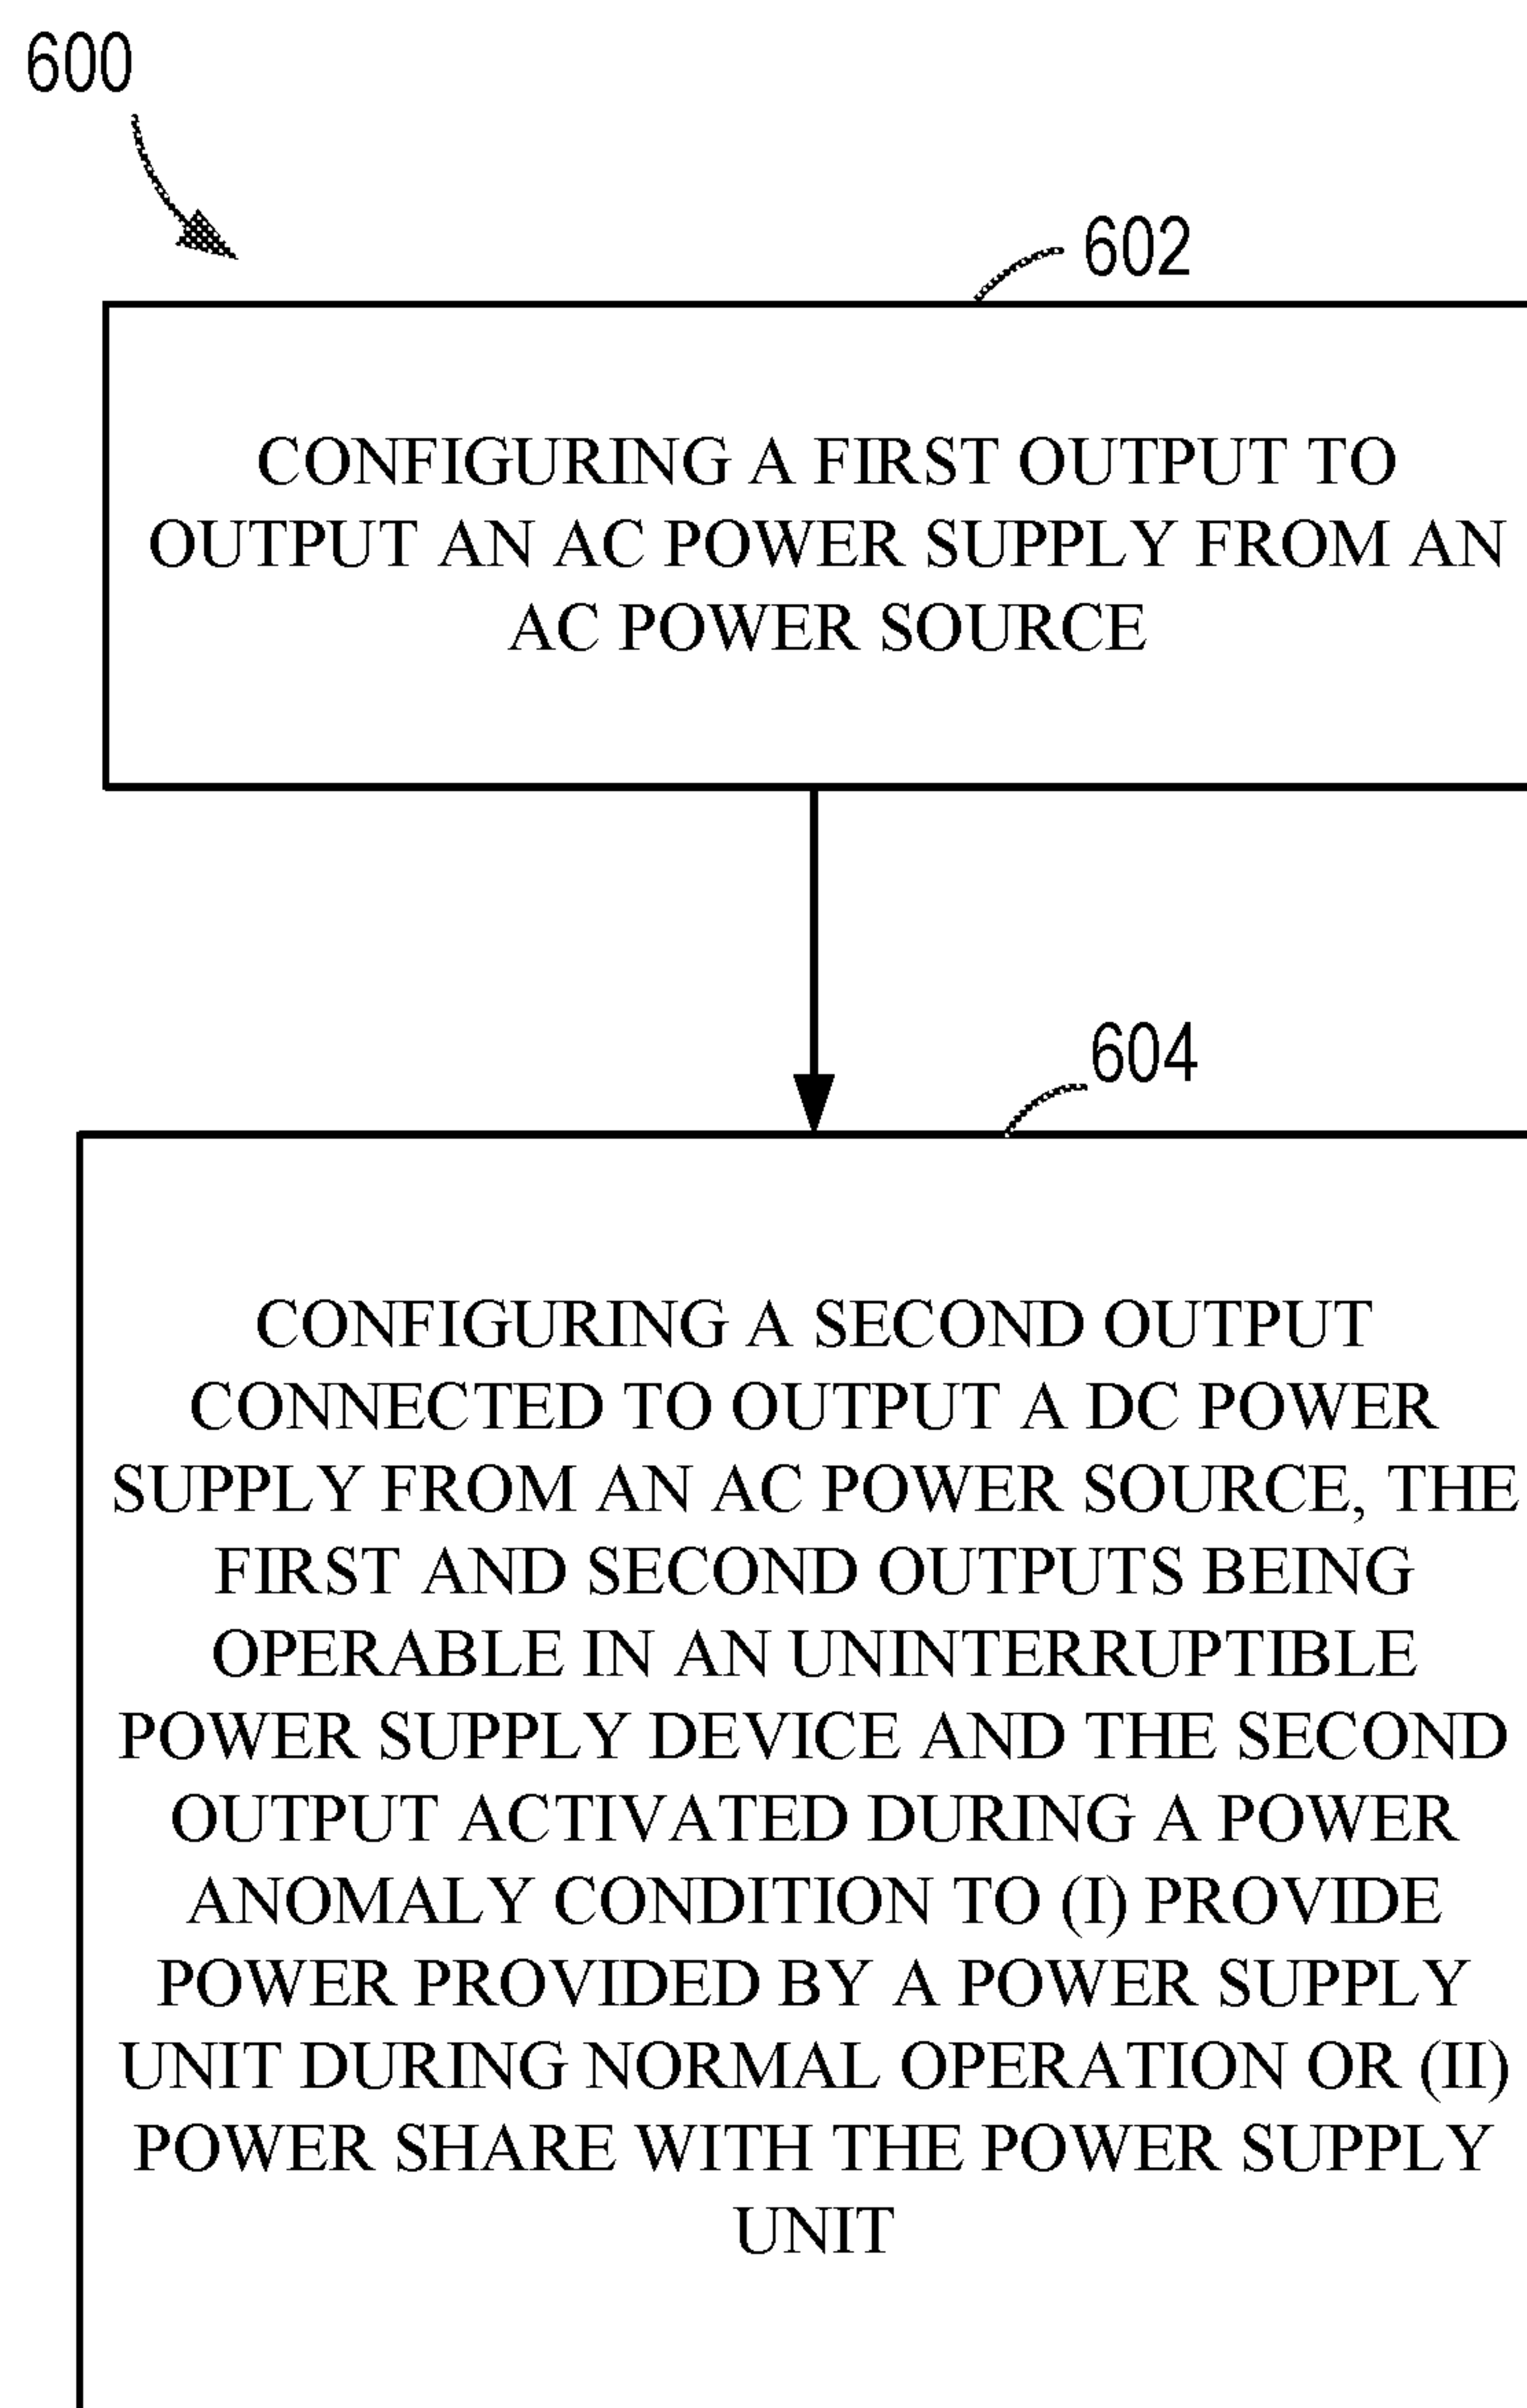 600
602
CONFIGURING A FIRST OUTPUT TO
OUTPUT AN AC POWER SUPPLY FROM AN
AC POWER SOURCE
604
CONFIGURING A SECOND OUTPUT
CONNECTED TO OUTPUT A DC POWER
SUPPLY FROM AN AC POWER SOURCE, THE
FIRST AND SECOND OUTPUTS BEING
OPERABLE IN AN UNINTERRUPTIBLE
POWER SUPPLY DEVICE AND THE SECOND
OUTPUT ACTIVATED DURING A POWER
ANOMALY CONDITION TO (I) PROVIDE
POWER PROVIDED BY A POWER SUPPLY
UNIT DURING NORMAL OPERATION OR (II)
POWER SHARE WITH THE POWER SUPPLY
UNIT